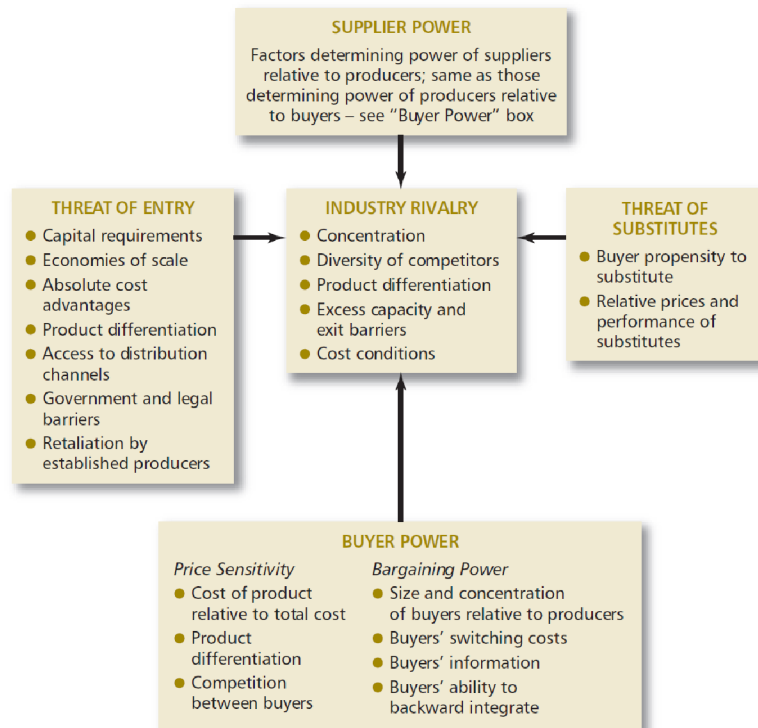 SUPPLIER POWER
Factors determining power of suppliers
relative to producers; same as those
determining power of producers relative
to buyers – see “Buyer Power” box
THREAT OF ENTRY
● Capital requirements
● Economies of scale
● Absolute cost
advantages
● Product differentiation
● Access to distribution
channels
● Government and legal
barriers
● Retaliation by
established producers
INDUSTRY RIVALRY
● Concentration
● Diversity of competitors
● Product differentiation
● Excess capacity and
exit barriers
● Cost conditions
THREAT OF
SUBSTITUTES
● Buyer propensity to
substitute
● Relative prices and
performance of
substitutes
BUYER POWER
Price Sensitivity
● Cost of product
relative to total cost
● Product
differentiation
● Competition
between buyers
Bargaining Power
● Size and concentration
of buyers relative to producers
● Buyers’ switching costs
● Buyers’ information
● Buyers’ ability to
backward integrate